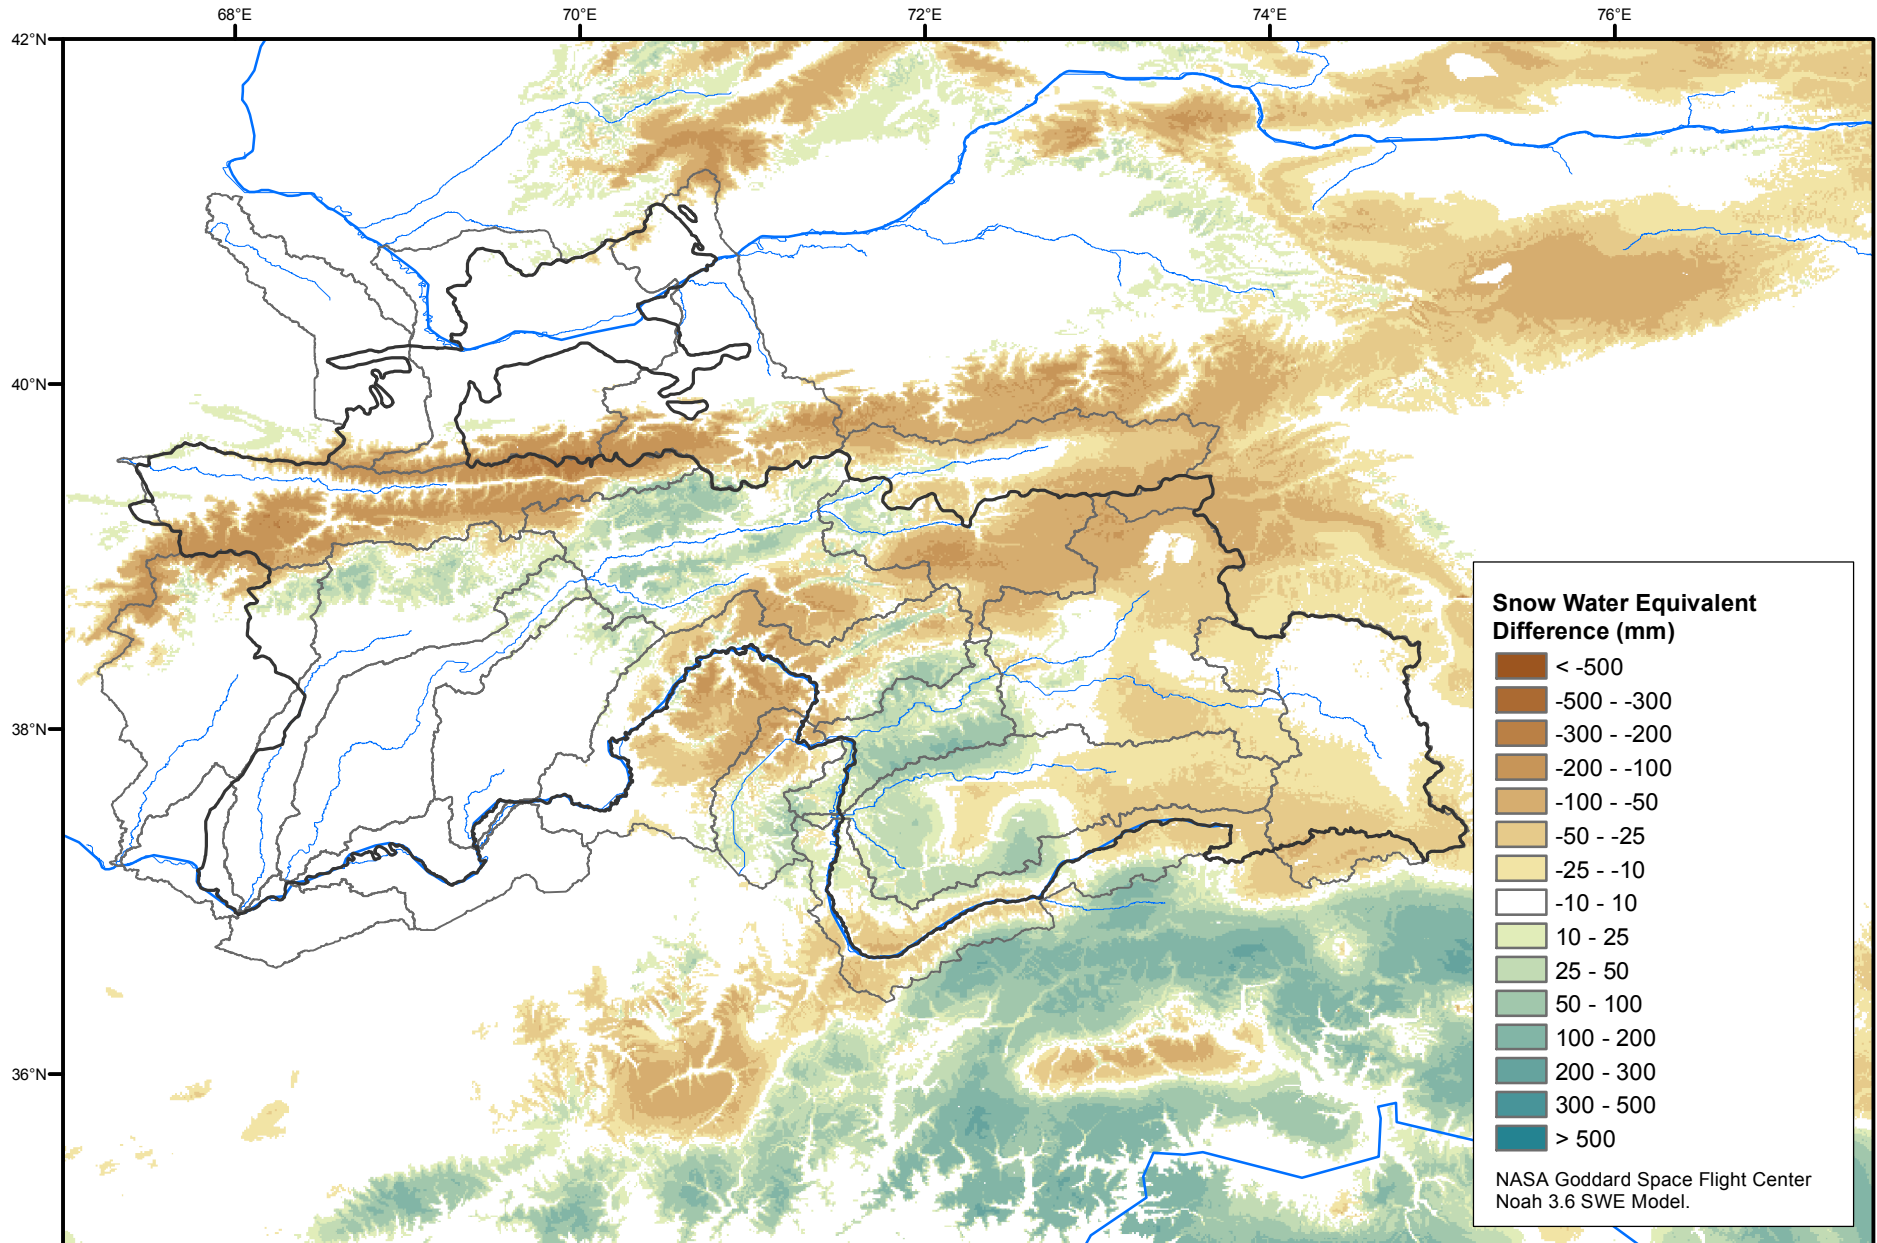 68°E
70°E
72°E
74°E
76°E
42°N
40°N
38°N
36°N
Snow Water Equivalent
Difference (mm)
< -500
-500 - -300
-300 - -200
-200 - -100
-100 - -50
-50 - -25
-25 - -10
-10 - 10
10 - 25
25 - 50
50 - 100
100 - 200
200 - 300
300 - 500
> 500
NASA Goddard Space Flight Center
Noah 3.6 SWE Model.